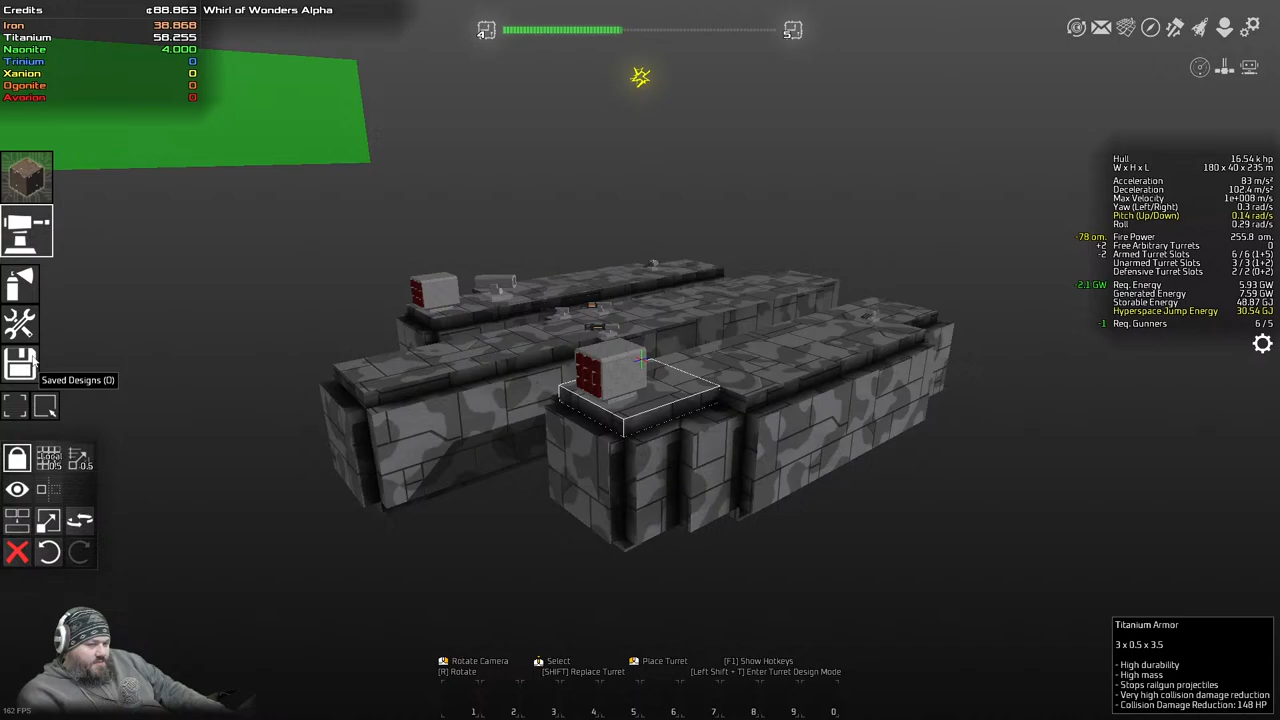 Credits ¢88.863 Whirl of Wonders Alpha
Iron 38.868
Titanium 58.255
Naonite 4.000
Trinium 0
Xanion 0
Ogonite 0
Avorion 0
4 5
Hull 16.54 k hp
W x H x L 180 x 40 x 235 m
Acceleration 83 m/s²
Deceleration 102.4 m/s²
Max Velocity 1e+008 m/s
Yaw (Left/Right) 0.3 rad/s
Pitch (Up/Down) 0.14 rad/s
Roll 0.29 rad/s
-78 om. Fire Power 255.8 om.
+2 Free Arbitrary Turrets 0
-2 Armed Turret Slots 6/6 (1+5)
Unarmed Turret Slots 3/3 (1+2)
Defensive Turret Slots 2/2 (0+2)
-2.1 GW Req. Energy 5.93 GW
Generated Energy 7.59 GW
Storable Energy 48.87 GJ
Hyperspace Jump Energy 30.54 GJ
-1 Req. Gunners 6 / 5
Saved Designs (0)
Titanium Armor
3 x 0.5 x 3.5
- High durability
- High mass
- Stops railgun projectiles
- Very high collision damage reduction
- Collision Damage Reduction: 148 HP
Rotate Camera Select Place Turret [F1] Show Hotkeys
[R] Rotate [SHIFT] Replace Turret [Left Shift + T] Enter Turret Design Mode
1 2 3 4 5 6 7 8 9 0
162 FPS